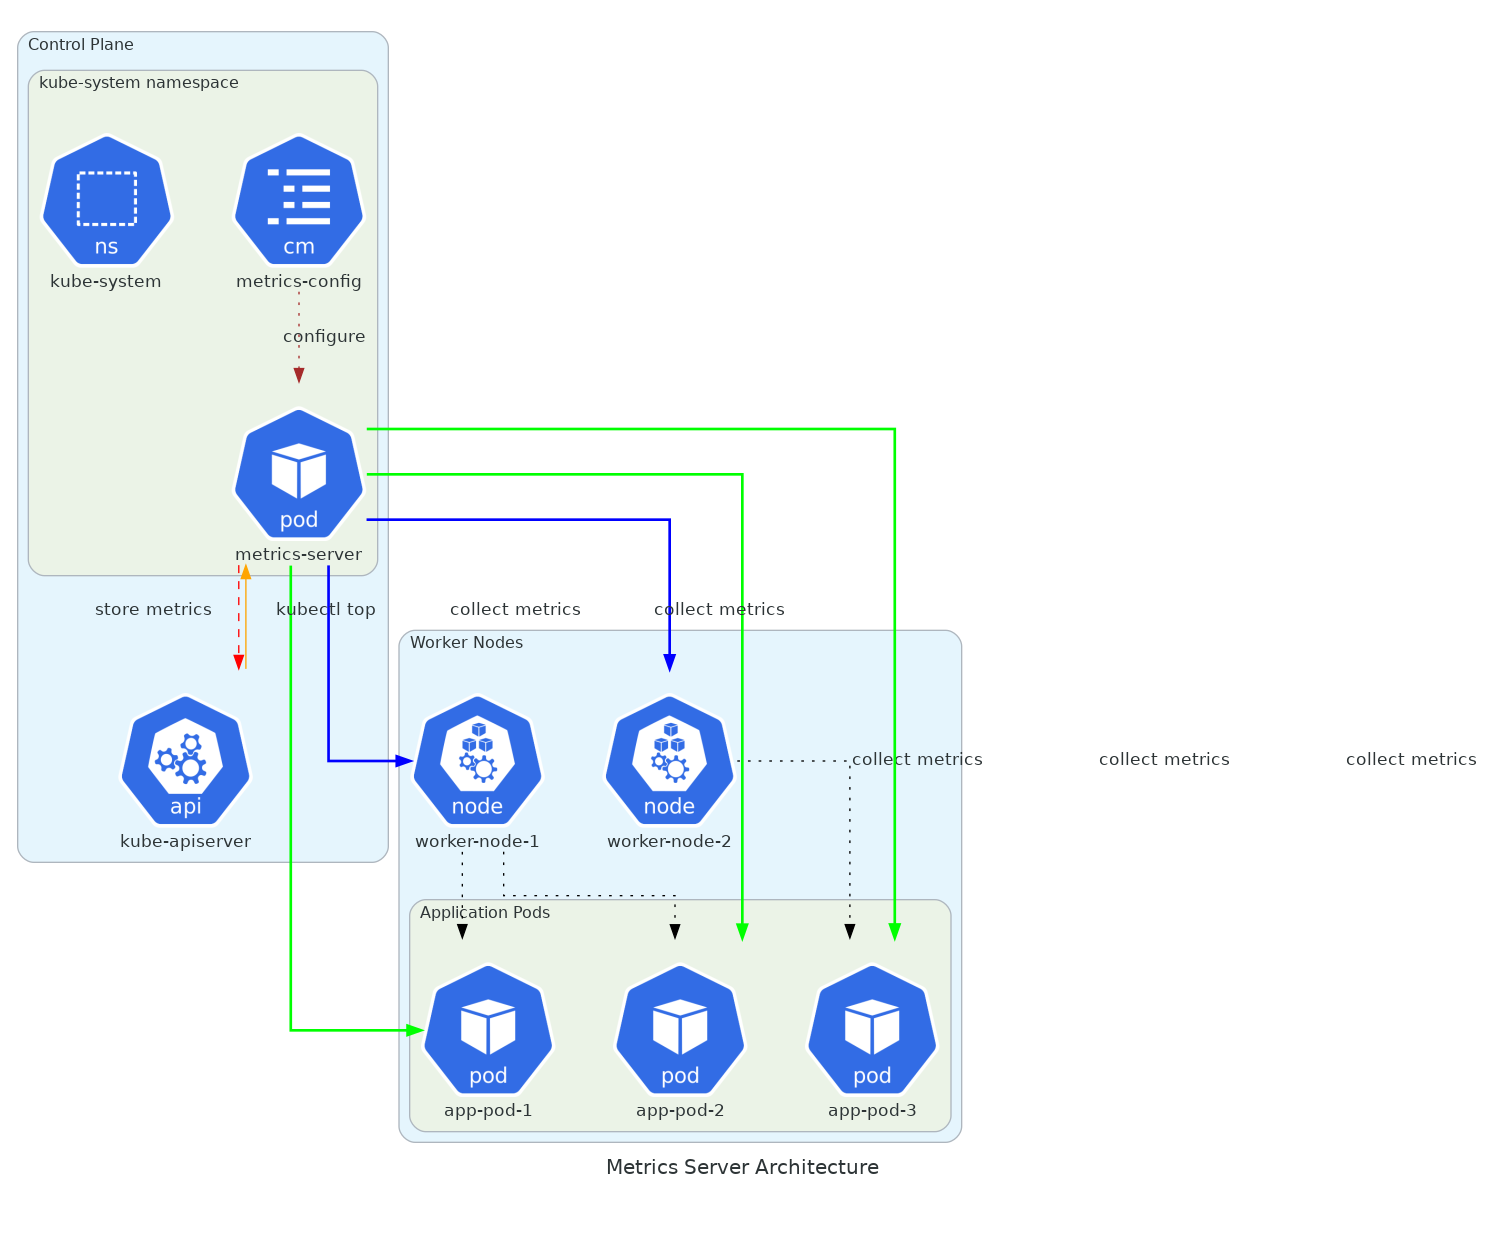 Control Plane
kube-system namespace
ns
cm
kube-system
metrics-config
configure
pod
metrics-server
store metrics
kubectl top
collect metrics
collect metrics
Worker Nodes
api
node
node
collect metrics
collect metrics
collect metrics
kube-apiserver
worker-node-1
worker-node-2
Application Pods
pod
pod
pod
app-pod-1
app-pod-2
app-pod-3
Metrics Server Architecture